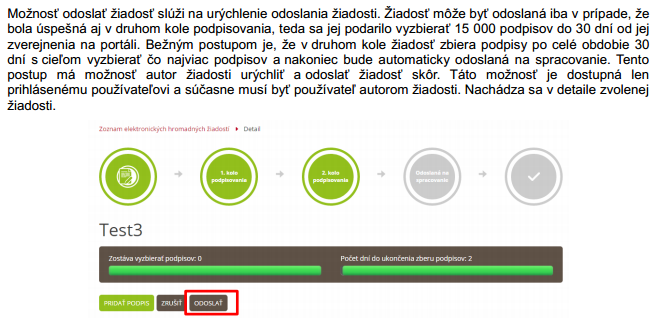 Možnosť odoslať žiadosť slúži na urýchlenie odoslania žiadosti. Žiadosť môže byť odoslaná iba v prípade, že
bola úspešná aj v druhom kole podpisovania, teda sa jej podarilo vyzbierať 15 000 podpisov do 30 dní od jej
zverejnenia na portáli. Bežným postupom je, že v druhom kole žiadosť zbiera podpisy po celé obdobie 30
dní s cieľom vyzbierať čo najviac podpisov a nakoniec bude automaticky odoslaná na spracovanie. Tento
postup má možnosť autor žiadosti urýchliť a odoslať žiadosť skôr. Táto možnosť je dostupná len
prihlásenému používateľovi a súčasne musí byť používateľ autorom žiadosti. Nachádza sa v detaile zvolenej
žiadosti.
Zoznam elektronických hromadných žiadostí Detail
1. kolo
podpisovania
2. kolo
podpisovania
Odoslaná na
spracovanie
Test3
Zostáva vyzbierať podpisov: 0
Počet dní do ukončenia zberu podpisov: 2
PRIDAŤ PODPIS
ZRUŠIŤ
ODOSLAŤ